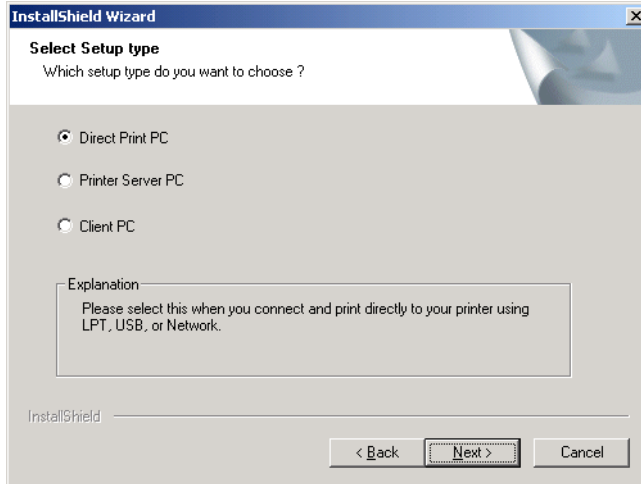 InstallShield Wizard
Select Setup type
Which setup type do you want to choose ?
Direct Print PC
Printer Server PC
Client PC
Explanation
Please select this when you connect and print directly to your printer using
LPT, USB, or Network.
InstallShield
< Back
Next >
Cancel